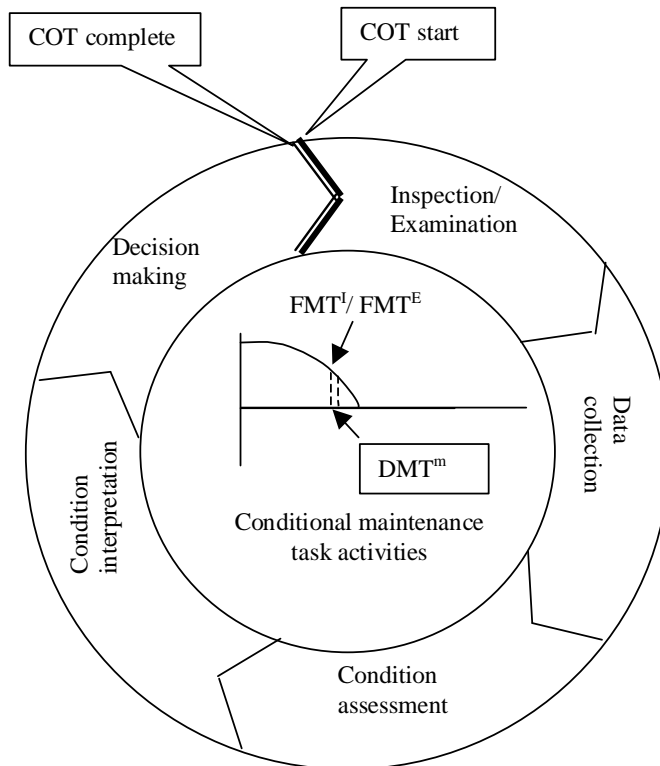 COT complete
COT start
Inspection/
Examination
Decision
making
FMT^I/ FMT^E
Data
collection
DMT^m
Condition
interpretation
Conditional maintenance
task activities
Condition
assessment